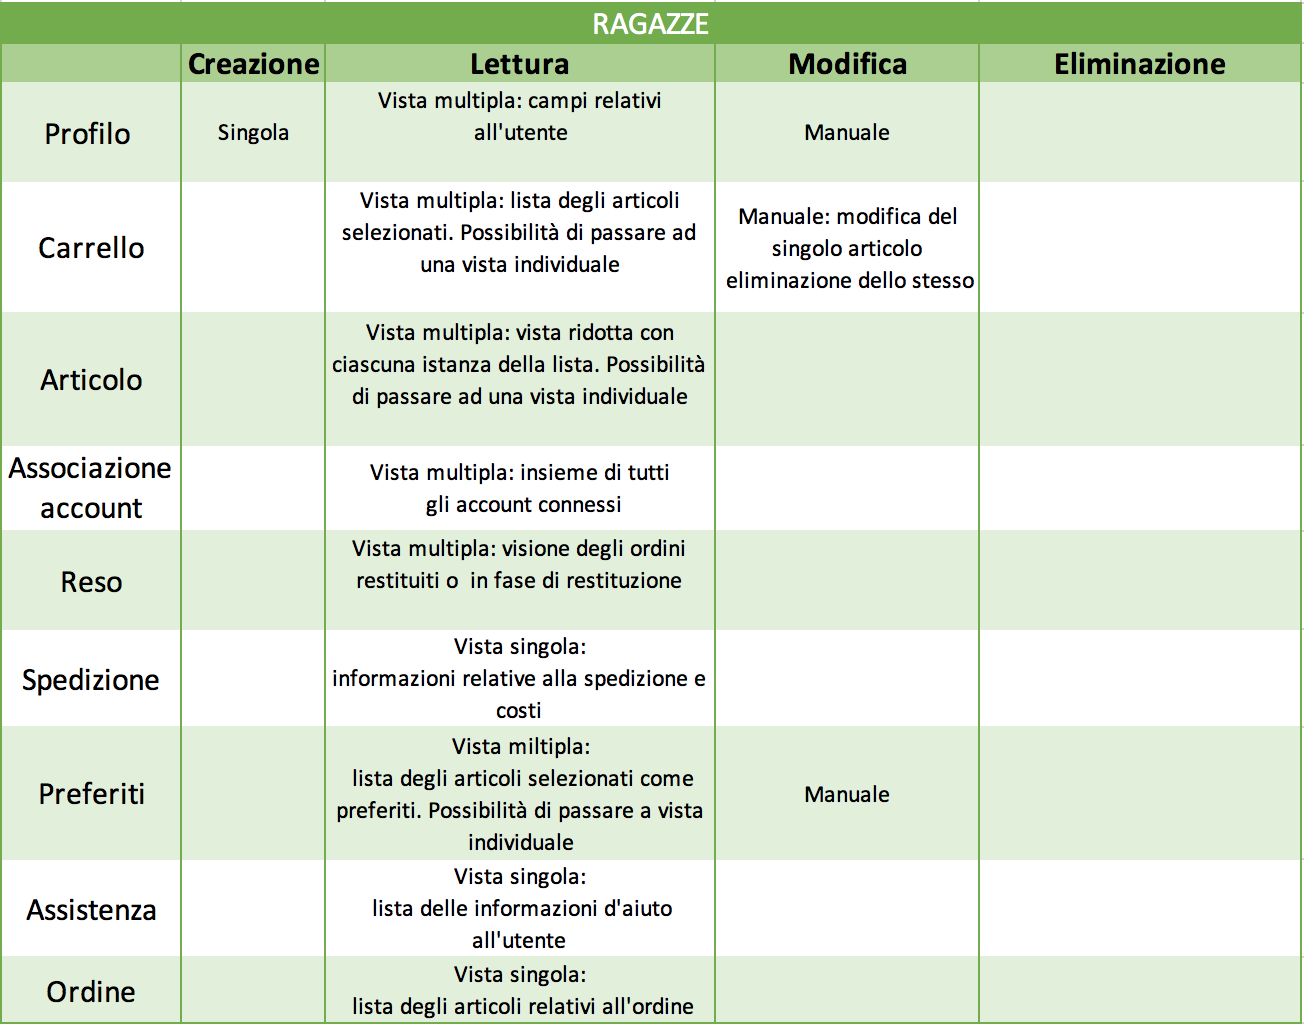 RAGAZZE
Creazione Lettura Modifica Eliminazione
Profilo
Singola
Vista multipla: campi relativi
all'utente
Manuale
Carrello
Vista multipla: lista degli articoli
selezionati. Possibilità di passare ad
una vista individuale
Manuale: modifica del
singolo articolo
eliminazione dello stesso
Articolo
Vista multipla: vista ridotta con
ciascuna istanza della lista. Possibilità
di passare ad una vista individuale
Associazione
account
Vista multipla: insieme di tutti
gli account connessi
Reso
Vista multipla: visione degli ordini
restituiti o  in fase di restituzione
Spedizione
Vista singola:
informazioni relative alla spedizione e
costi
Preferiti
Vista miltipla:
lista degli articoli selezionati come
preferiti. Possibilità di passare a vista
individuale
Manuale
Assistenza
Vista singola:
lista delle informazioni d'aiuto
all'utente
Ordine
Vista singola:
lista degli articoli relativi all'ordine